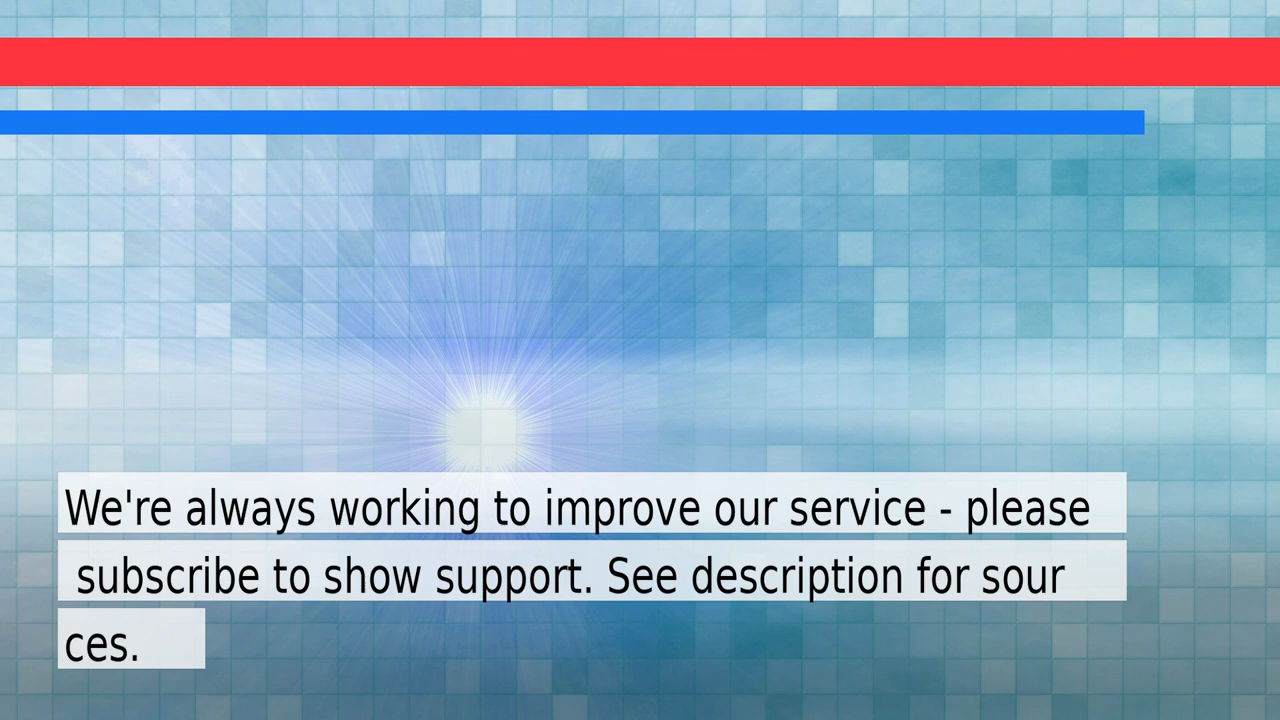 We're always working to improve our service - please
subscribe to show support. See description for sour
ces.